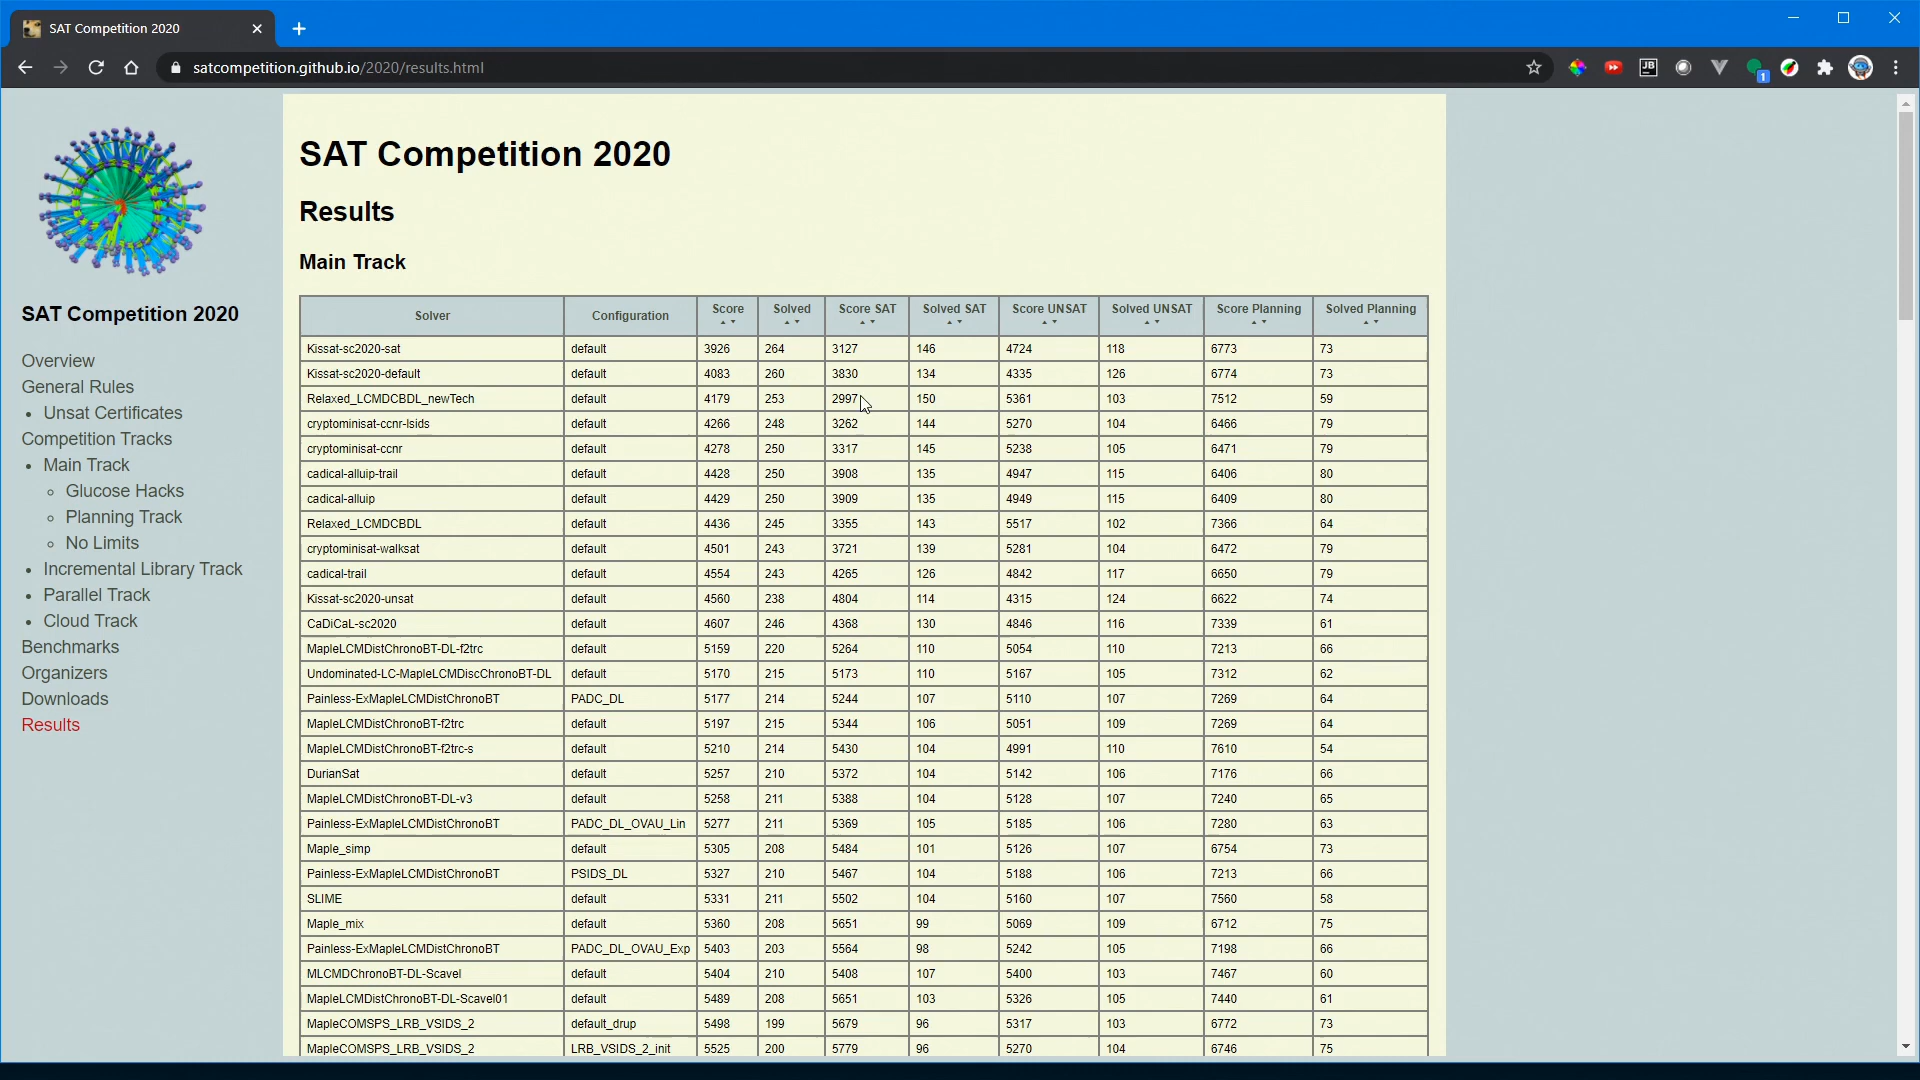 SAT Competition 2020
satcompetition.github.io/2020/results.html
JB
1
SAT Competition 2020
Overview
General Rules
Unsat Certificates
Competition Tracks
Main Track
Glucose Hacks
Planning Track
No Limits
Incremental Library Track
Parallel Track
Cloud Track
Benchmarks
Organizers
Downloads
Results
SAT Competition 2020
Results
Main Track
Solver Configuration Score Solved Score SAT Solved SAT Score UNSAT Solved UNSAT Score Planning Solved Planning
Kissat-sc2020-sat default 3926 264 3127 146 4724 118 6773 73
Kissat-sc2020-default default 4083 260 3830 134 4335 126 6774 73
Relaxed_LCMDCBDL_newTech default 4179 253 2997 150 5361 103 7512 59
cryptominisat-ccnr-lsids default 4266 248 3262 144 5270 104 6466 79
cryptominisat-ccnr default 4278 250 3317 145 5238 105 6471 79
cadical-alluip-trail default 4428 250 3908 135 4947 115 6406 80
cadical-alluip default 4429 250 3909 135 4949 115 6409 80
Relaxed_LCMDCBDL default 4436 245 3355 143 5517 102 7366 64
cryptominisat-walksat default 4501 243 3721 139 5281 104 6472 79
cadical-trail default 4554 243 4265 126 4842 117 6650 79
Kissat-sc2020-unsat default 4560 238 4804 114 4315 124 6622 74
CaDiCaL-sc2020 default 4607 246 4368 130 4846 116 7339 61
MapleLCMDistChronoBT-DL-f2trc default 5159 220 5264 110 5054 110 7213 66
Undominated-LC-MapleLCMDiscChronoBT-DL default 5170 215 5173 110 5167 105 7312 62
Painless-ExMapleLCMDistChronoBT PADC_DL 5177 214 5244 107 5110 107 7269 64
MapleLCMDistChronoBT-f2trc default 5197 215 5344 106 5051 109 7269 64
MapleLCMDistChronoBT-f2trc-s default 5210 214 5430 104 4991 110 7610 54
DurianSat default 5257 210 5372 104 5142 106 7176 66
MapleLCMDistChronoBT-DL-v3 default 5258 211 5388 104 5128 107 7240 65
Painless-ExMapleLCMDistChronoBT PADC_DL_OVAU_Lin 5277 211 5369 105 5185 106 7280 63
Maple_simp default 5305 208 5484 101 5126 107 6754 73
Painless-ExMapleLCMDistChronoBT PSIDS_DL 5327 210 5467 104 5188 106 7213 66
SLIME default 5331 211 5502 104 5160 107 7560 58
Maple_mix default 5360 208 5651 99 5069 109 6712 75
Painless-ExMapleLCMDistChronoBT PADC_DL_OVAU_Exp 5403 203 5564 98 5242 105 7198 66
MLCMDChronoBT-DL-Scavel default 5404 210 5408 107 5400 103 7467 60
MapleLCMDistChronoBT-DL-Scavel01 default 5489 208 5651 103 5326 105 7440 61
MapleCOMSPS_LRB_VSIDS_2 default_drup 5498 199 5679 96 5317 103 6772 73
MapleCOMSPS_LRB_VSIDS_2 LRB_VSIDS_2_init 5525 200 5779 96 5270 104 6746 75